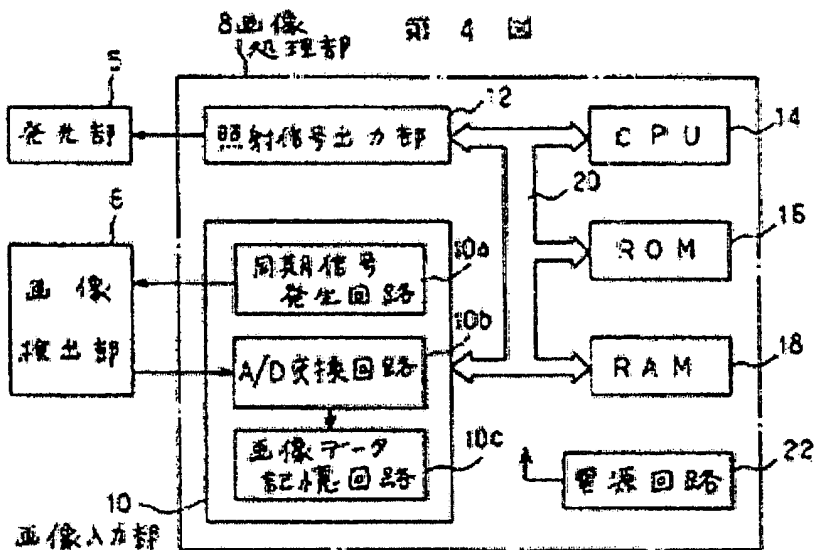 第 4 図
8 画像
処理部
5
発光部
12
照射信号出力部
CPU
14
20
6
画像
検出部
同期信号
発生回路
10a
ROM
16
10b
A/D変換回路
RAM
18
画像データ
記憶回路
10c
10
画像入力部
電源回路
22